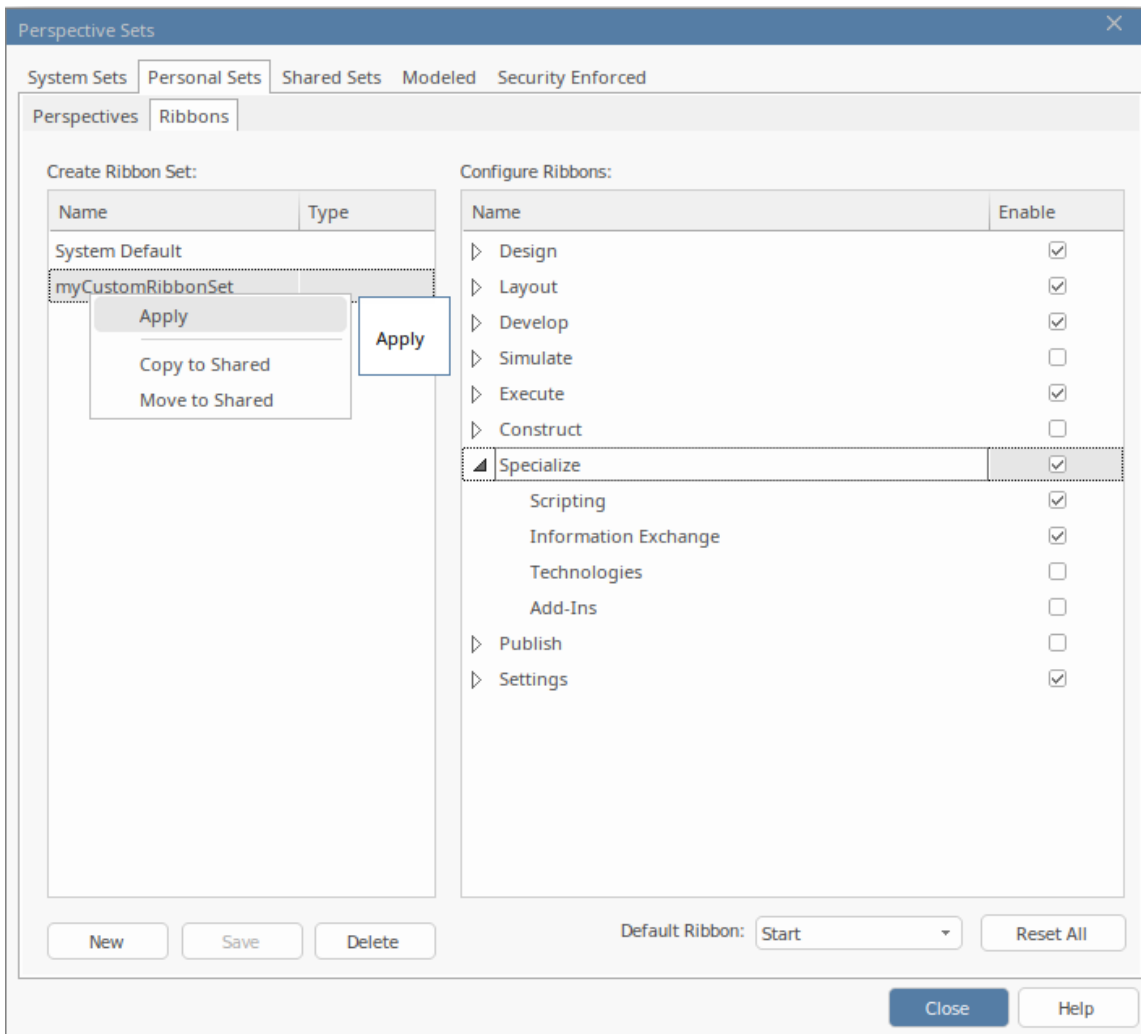 Perspective Sets
System Sets Personal Sets Shared Sets Modeled Security Enforced
Perspectives Ribbons
Create Ribbon Set:
Name Type
System Default
myCustomRibbonSet
Apply
Copy to Shared
Move to Shared
Apply
Configure Ribbons:
Name Enable
Design
Layout
Develop
Simulate
Execute
Construct
Specialize
Scripting
Information Exchange
Technologies
Add-Ins
Publish
Settings
New Save Delete
Default Ribbon: Start Reset All
Close Help